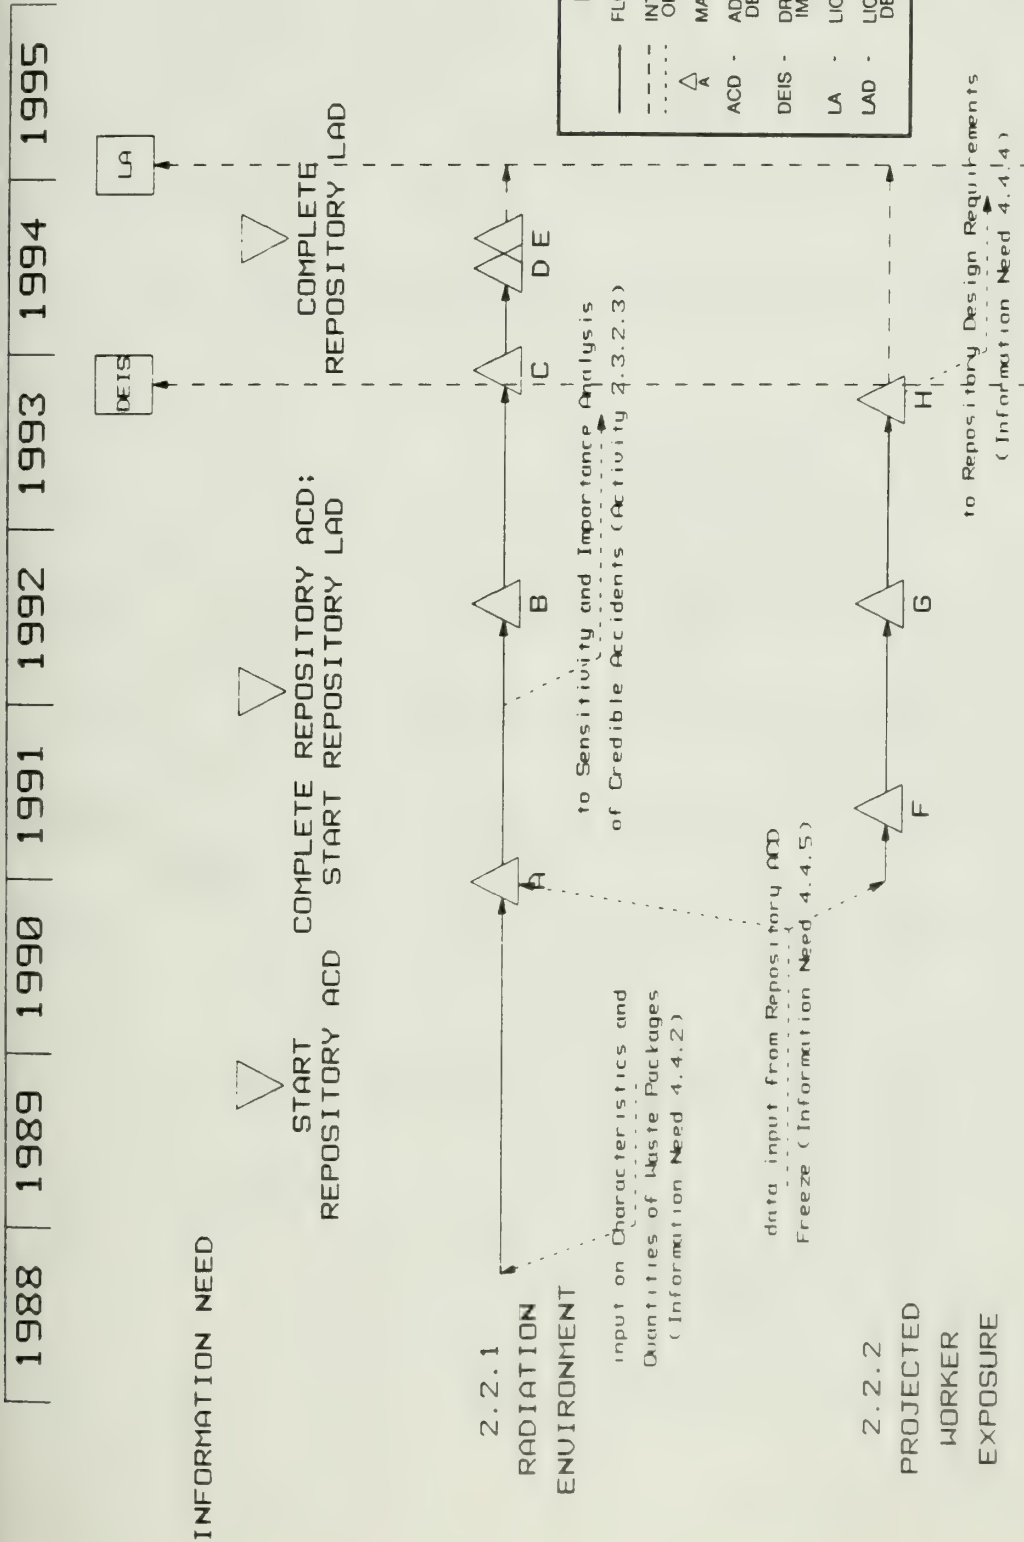 1988 1989 1990 1991 1992 1993 1994 1995
INFORMATION NEED
DEIS
LA
START
REPOSITORY ACD
COMPLETE REPOSITORY ACD;
START REPOSITORY LAD
COMPLETE
REPOSITORY LAD
2.2.1
RADIATION
ENVIRONMENT
A
B
C
D E
input on Characteristics and
Quantities of Waste Packages
(Information Need 4.4.2)
to Sensitivity and Importance Analysis
of Credible Accidents (Activity 2.3.2.3)
data input from Repository ACD
Freeze (Information Need 4.4.5)
2.2.2
PROJECTED
WORKER
EXPOSURE
F
G
H
to Repository Design Requirements
(Information Need 4.4.4)
A
ACD -
DEIS -
LA -
LAD -